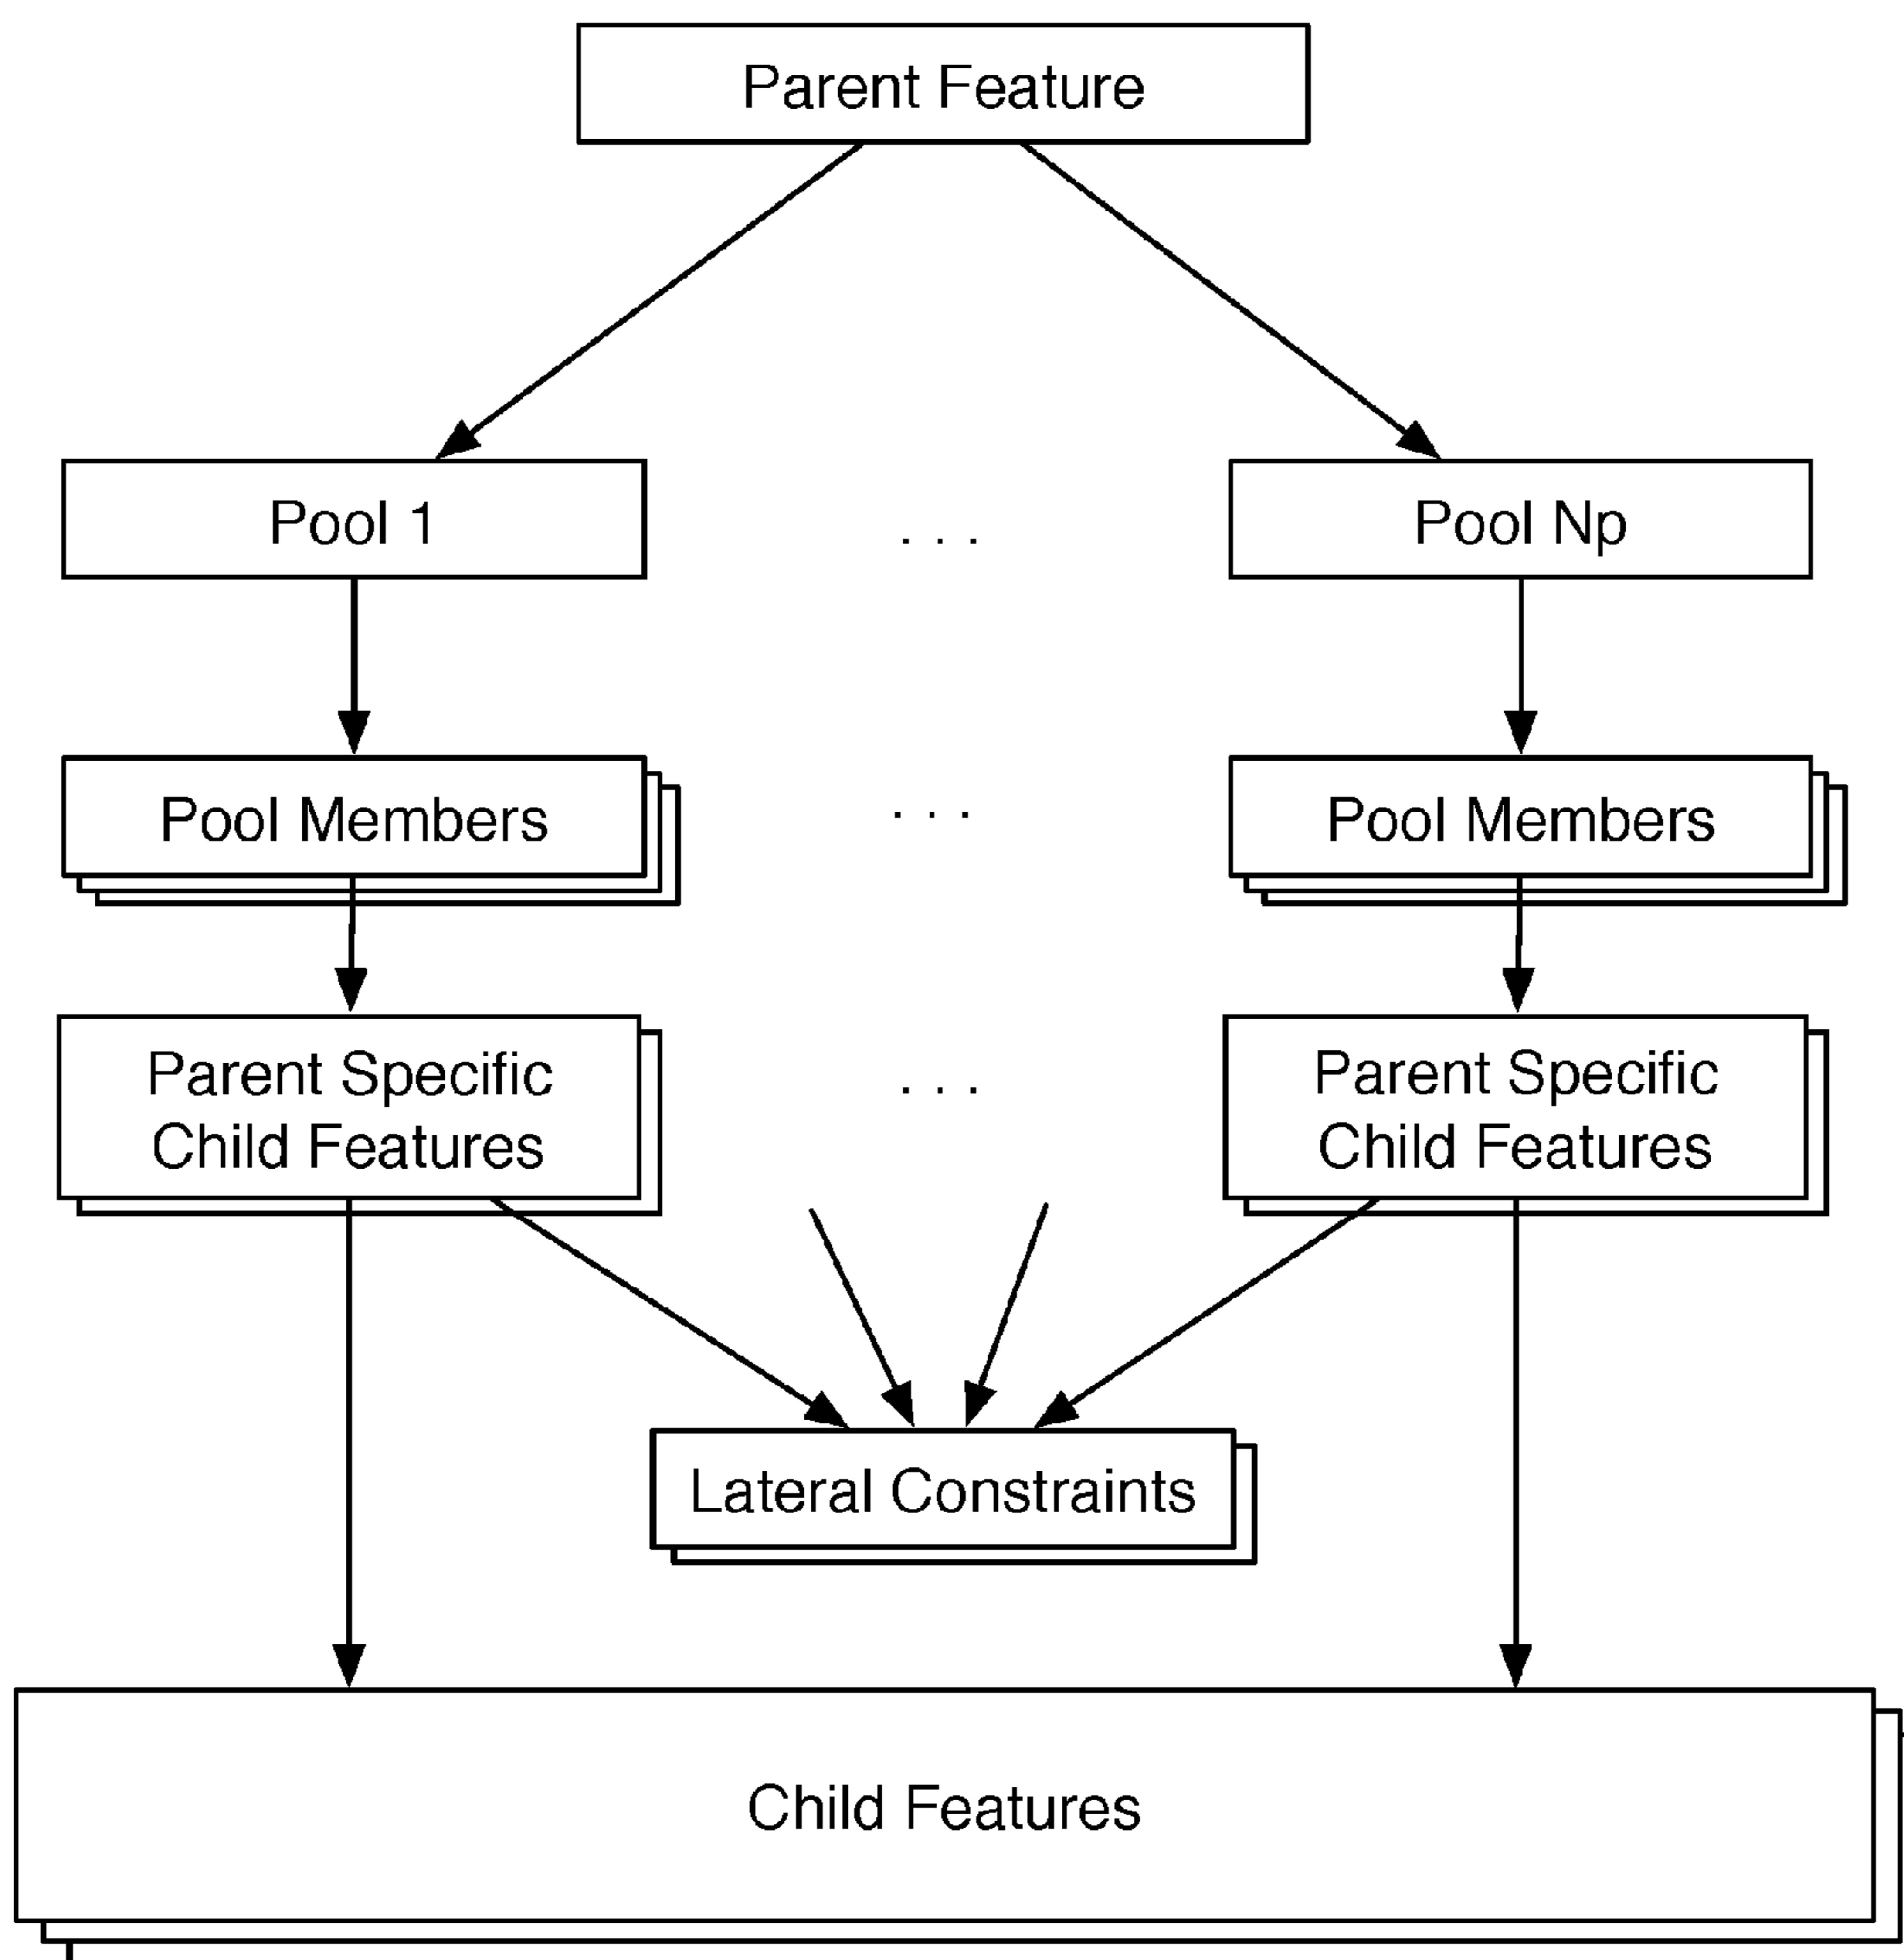 Parent Feature
Pool 1
. . .
Pool Np
Pool Members
. . .
Pool Members
Parent Specific
Child Features
. . .
Parent Specific
Child Features
Lateral Constraints
Child Features